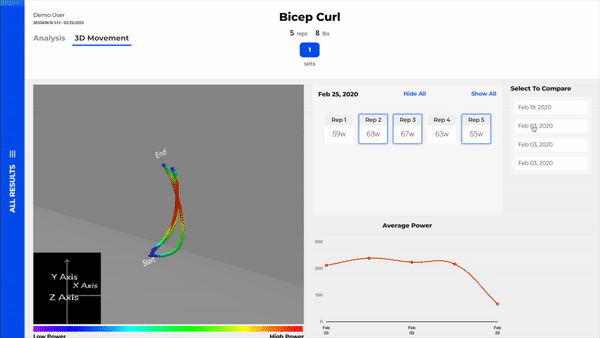 Demo User
SESSION ID 513 - 02/25/2020
Bicep Curl
5 reps 8 lbs
1
sets
Analysis
3D Movement
ALL RESULTS
Feb 25, 2020
Hide All
Show All
Rep 1
Rep 2
Rep 3
Rep 4
Rep 5
59w
63w
67w
63w
55w
Select To Compare
Feb 19, 2020
Feb 03, 2020
Feb 03, 2020
Feb 03, 2020
End
Start
Y Axis
X Axis
Z Axis
Low Power
High Power
Average Power
300
200
100
0
Feb 03
Feb 03
Feb 25